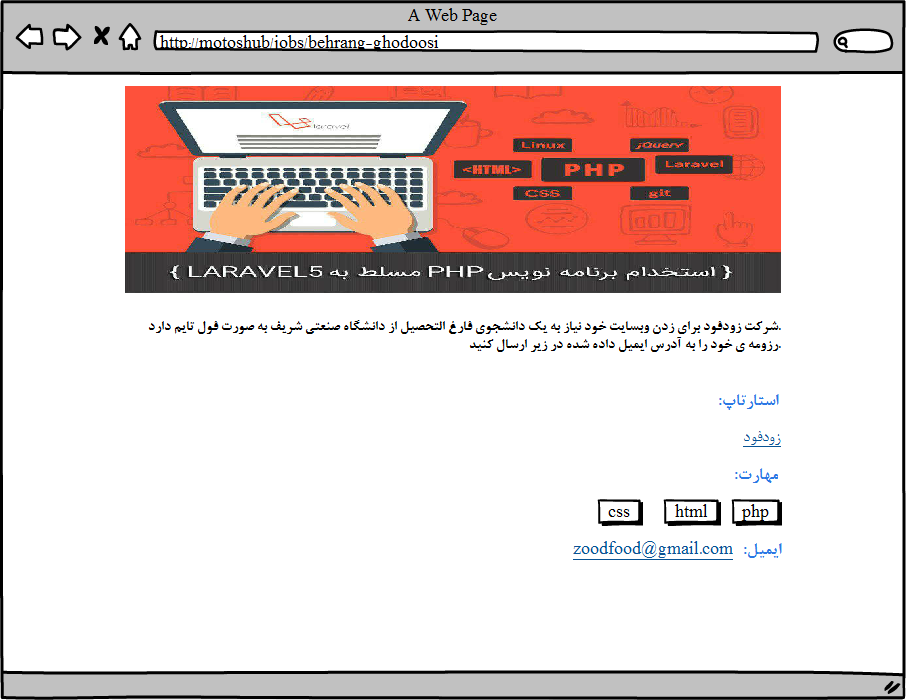 A Web Page
http://motoshub/jobs/behrang-ghodoosi
laravel
Linux
jQuery
<HTML>
PHP
Laravel
CSS
git
{ استخدام برنامه نویس PHP مسلط به LARAVEL5 }
شرکت زودفود برای زدن وبسایت خود نیاز به یک دانشجوی فارغ التحصیل از دانشگاه صنعتی شریف به صورت فول تایم دارد.
رزومه ی خود را به آدرس ایمیل داده شده در زیر ارسال کنید.
استارتاپ:
زودفود
مهارت:
php html css
ایمیل: zoodfood@gmail.com